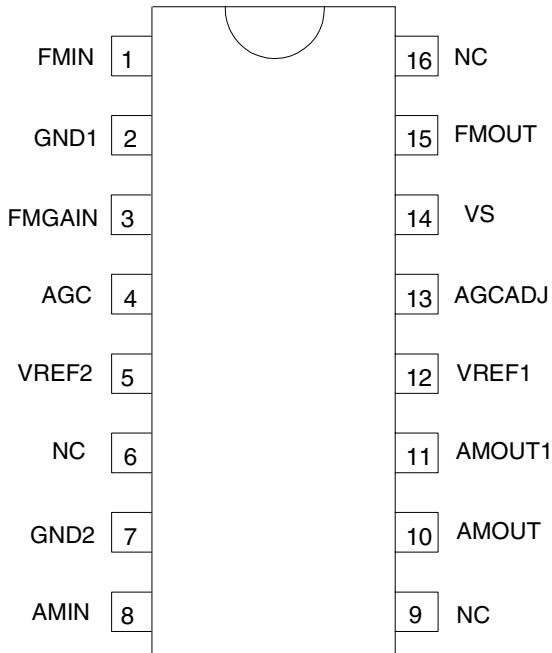 FMIN 1 16 NC
GND1 2 15 FMOUT
FMGAIN 3 14 VS
AGC 4 13 AGCADJ
VREF2 5 12 VREF1
NC 6 11 AMOUT1
GND2 7 10 AMOUT
AMIN 8 9 NC